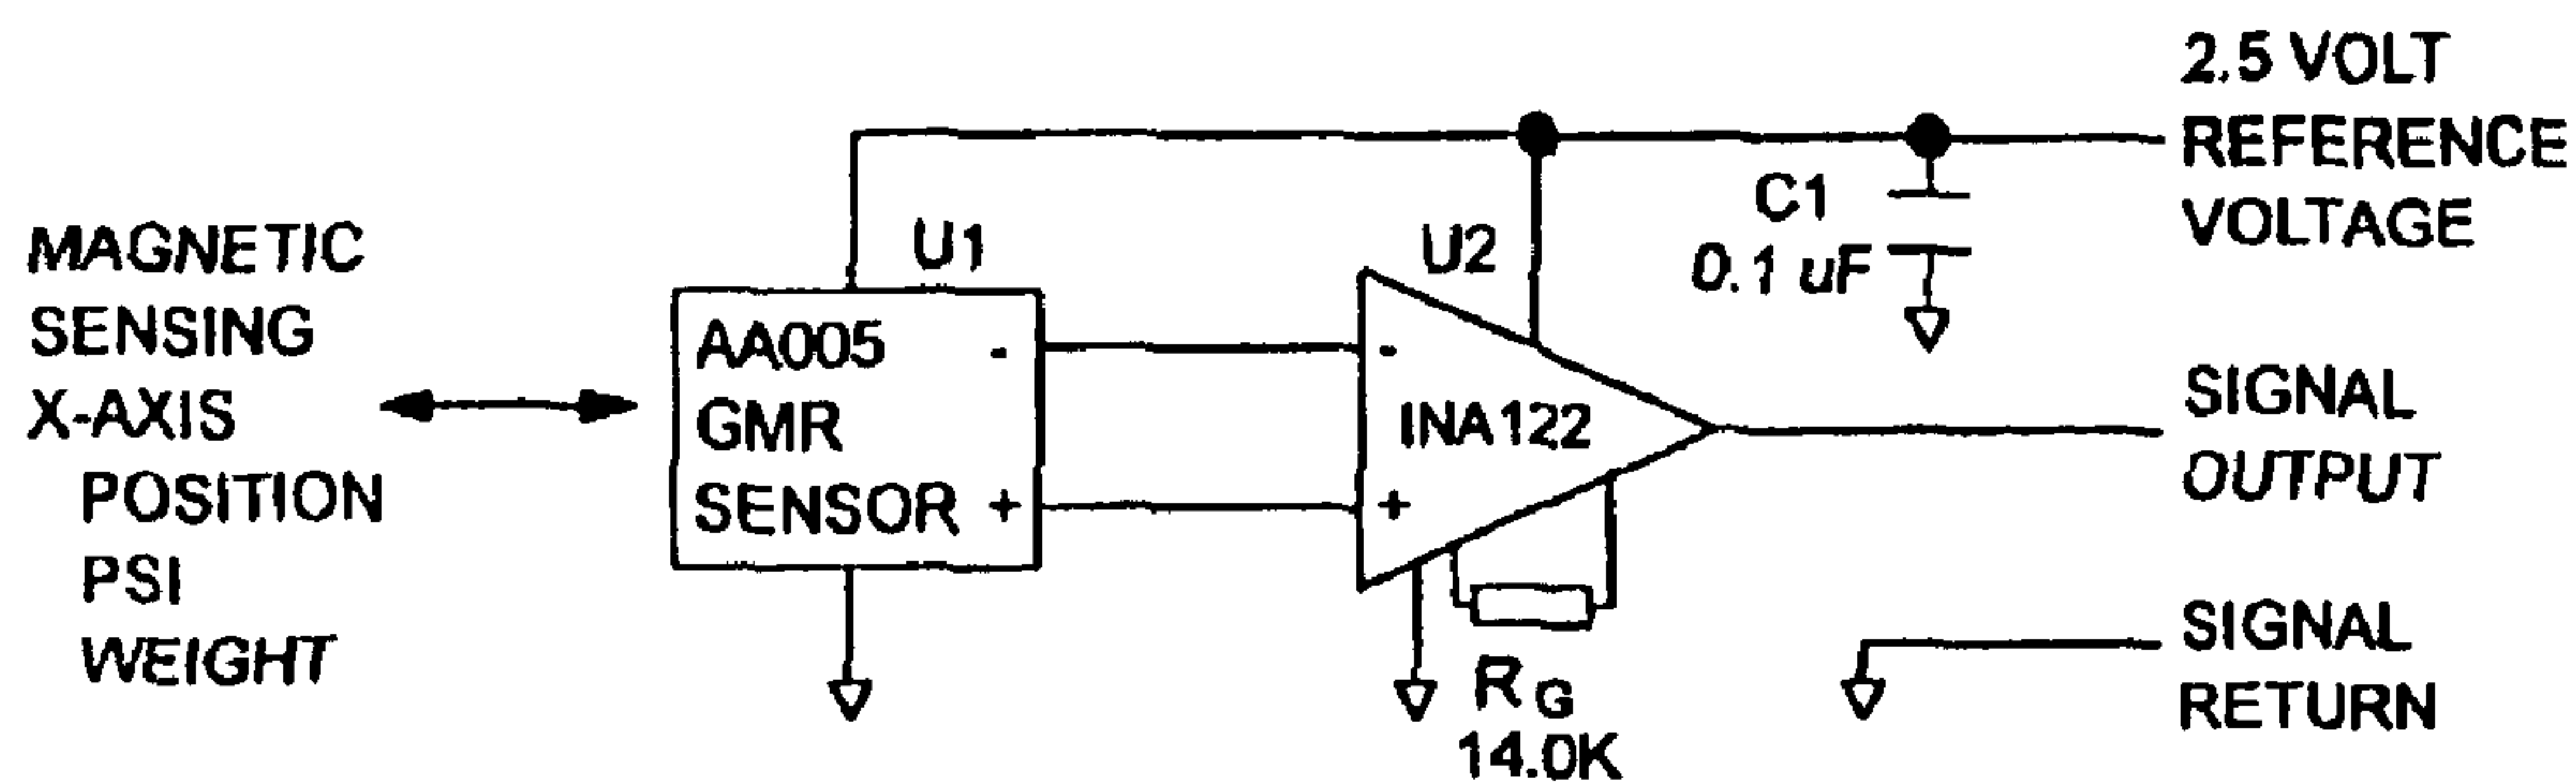 MAGNETIC
SENSING
X-AXIS
POSITION
PSI
WEIGHT
U1
AA005 -
GMR
SENSOR +
U2
-
INA122
+
RG
14.0K
C1
0.1 uF
2.5 VOLT
REFERENCE
VOLTAGE
SIGNAL
OUTPUT
SIGNAL
RETURN